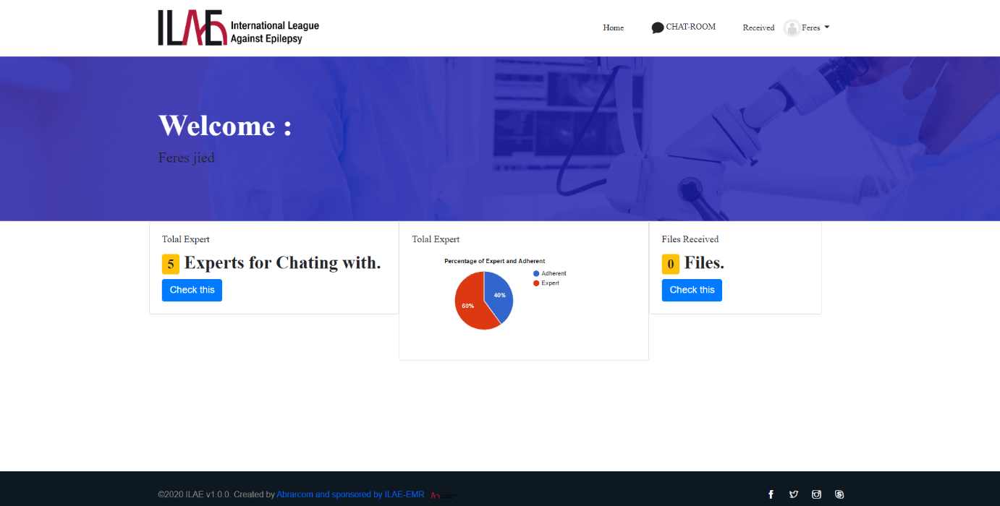 ILAE International League
Against Epilepsy
Home CHAT-ROOM Received Feres
Welcome :
Feres jied
Tolal Expert
5 Experts for Chating with.
Check this
Tolal Expert
Percentage of Expert and Adherent
Adherent
Expert
40%
60%
Files Received
0 Files.
Check this
©2020 ILAE v1.0.0. Created by Abrarcom and sponsored by ILAE-EMR